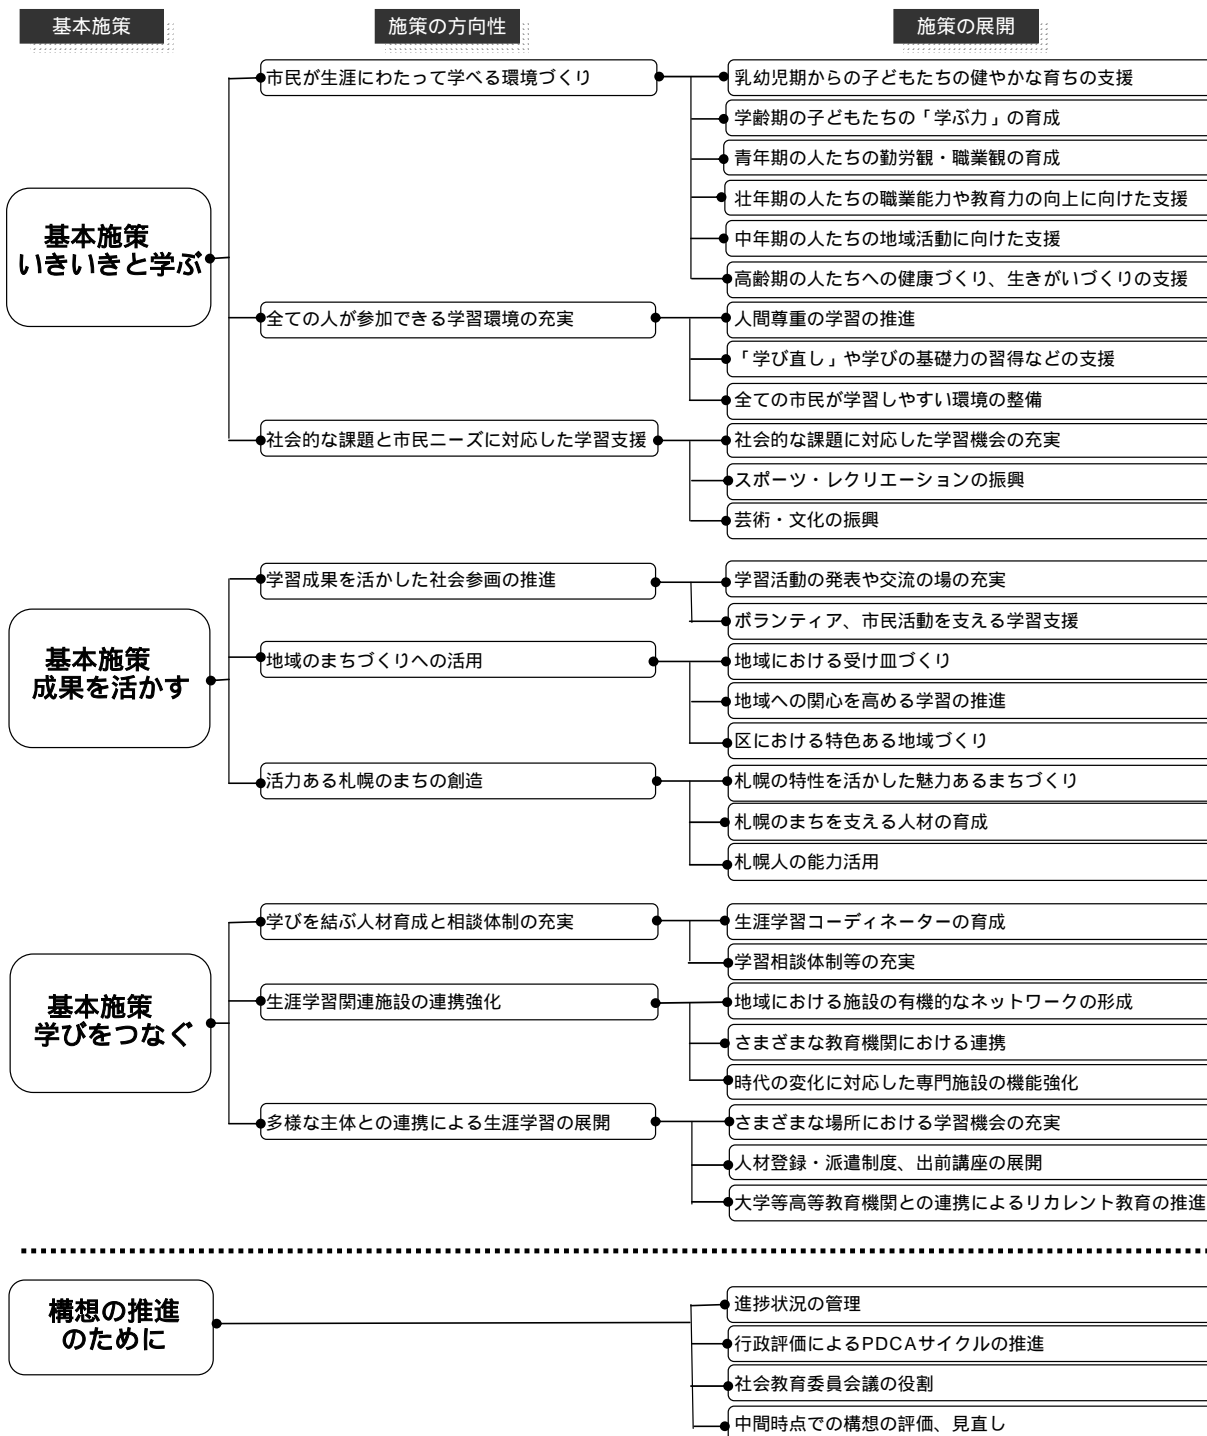 基本施策
施策の方向性
施策の展開
基本施策
いきいきと学ぶ
市民が生涯にわたって学べる環境づくり
乳幼児期からの子どもたちの健やかな育ちの支援
学齢期の子どもたちの「学ぶ力」の育成
青年期の人たちの勤労観・職業観の育成
壮年期の人たちの職業能力や教育力の向上に向けた支援
中年期の人たちの地域活動に向けた支援
高齢期の人たちへの健康づくり、生きがいづくりの支援
全ての人が参加できる学習環境の充実
人間尊重の学習の推進
「学び直し」や学びの基礎力の習得などの支援
全ての市民が学習しやすい環境の整備
社会的な課題と市民ニーズに対応した学習支援
社会的な課題に対応した学習機会の充実
スポーツ・レクリエーションの振興
芸術・文化の振興
基本施策
成果を活かす
学習成果を活かした社会参画の推進
学習活動の発表や交流の場の充実
ボランティア、市民活動を支える学習支援
地域のまちづくりへの活用
地域における受け皿づくり
地域への関心を高める学習の推進
区における特色ある地域づくり
活力ある札幌のまちの創造
札幌の特性を活かした魅力あるまちづくり
札幌のまちを支える人材の育成
札幌人の能力活用
基本施策
学びをつなぐ
学びを結ぶ人材育成と相談体制の充実
生涯学習コーディネーターの育成
学習相談体制等の充実
生涯学習関連施設の連携強化
地域における施設の有機的なネットワークの形成
さまざまな教育機関における連携
時代の変化に対応した専門施設の機能強化
多様な主体との連携による生涯学習の展開
さまざまな場所における学習機会の充実
人材登録・派遣制度、出前講座の展開
大学等高等教育機関との連携によるリカレント教育の推進
構想の推進
のために
進捗状況の管理
行政評価によるPDCAサイクルの推進
社会教育委員会議の役割
中間時点での構想の評価、見直し